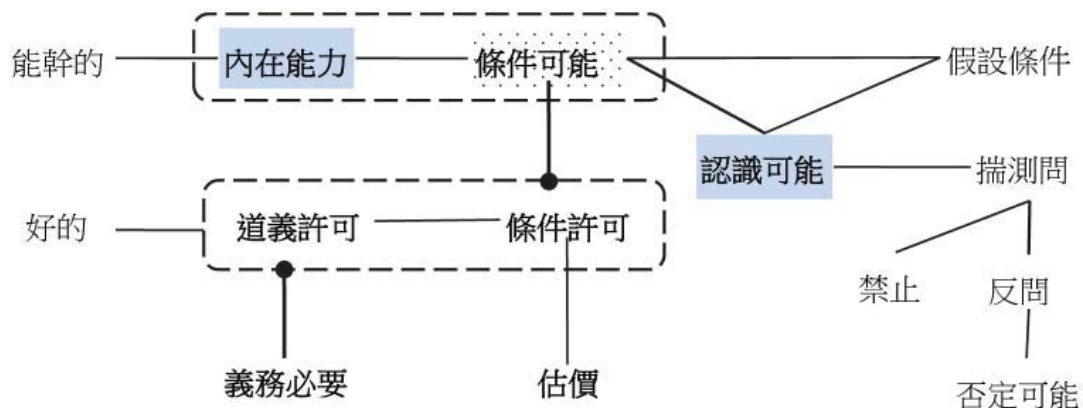 能幹的 內在能力 條件可能 假設條件
認識可能 揣測問
好的 道義許可 條件許可
禁止 反問
義務必要 估價 否定可能